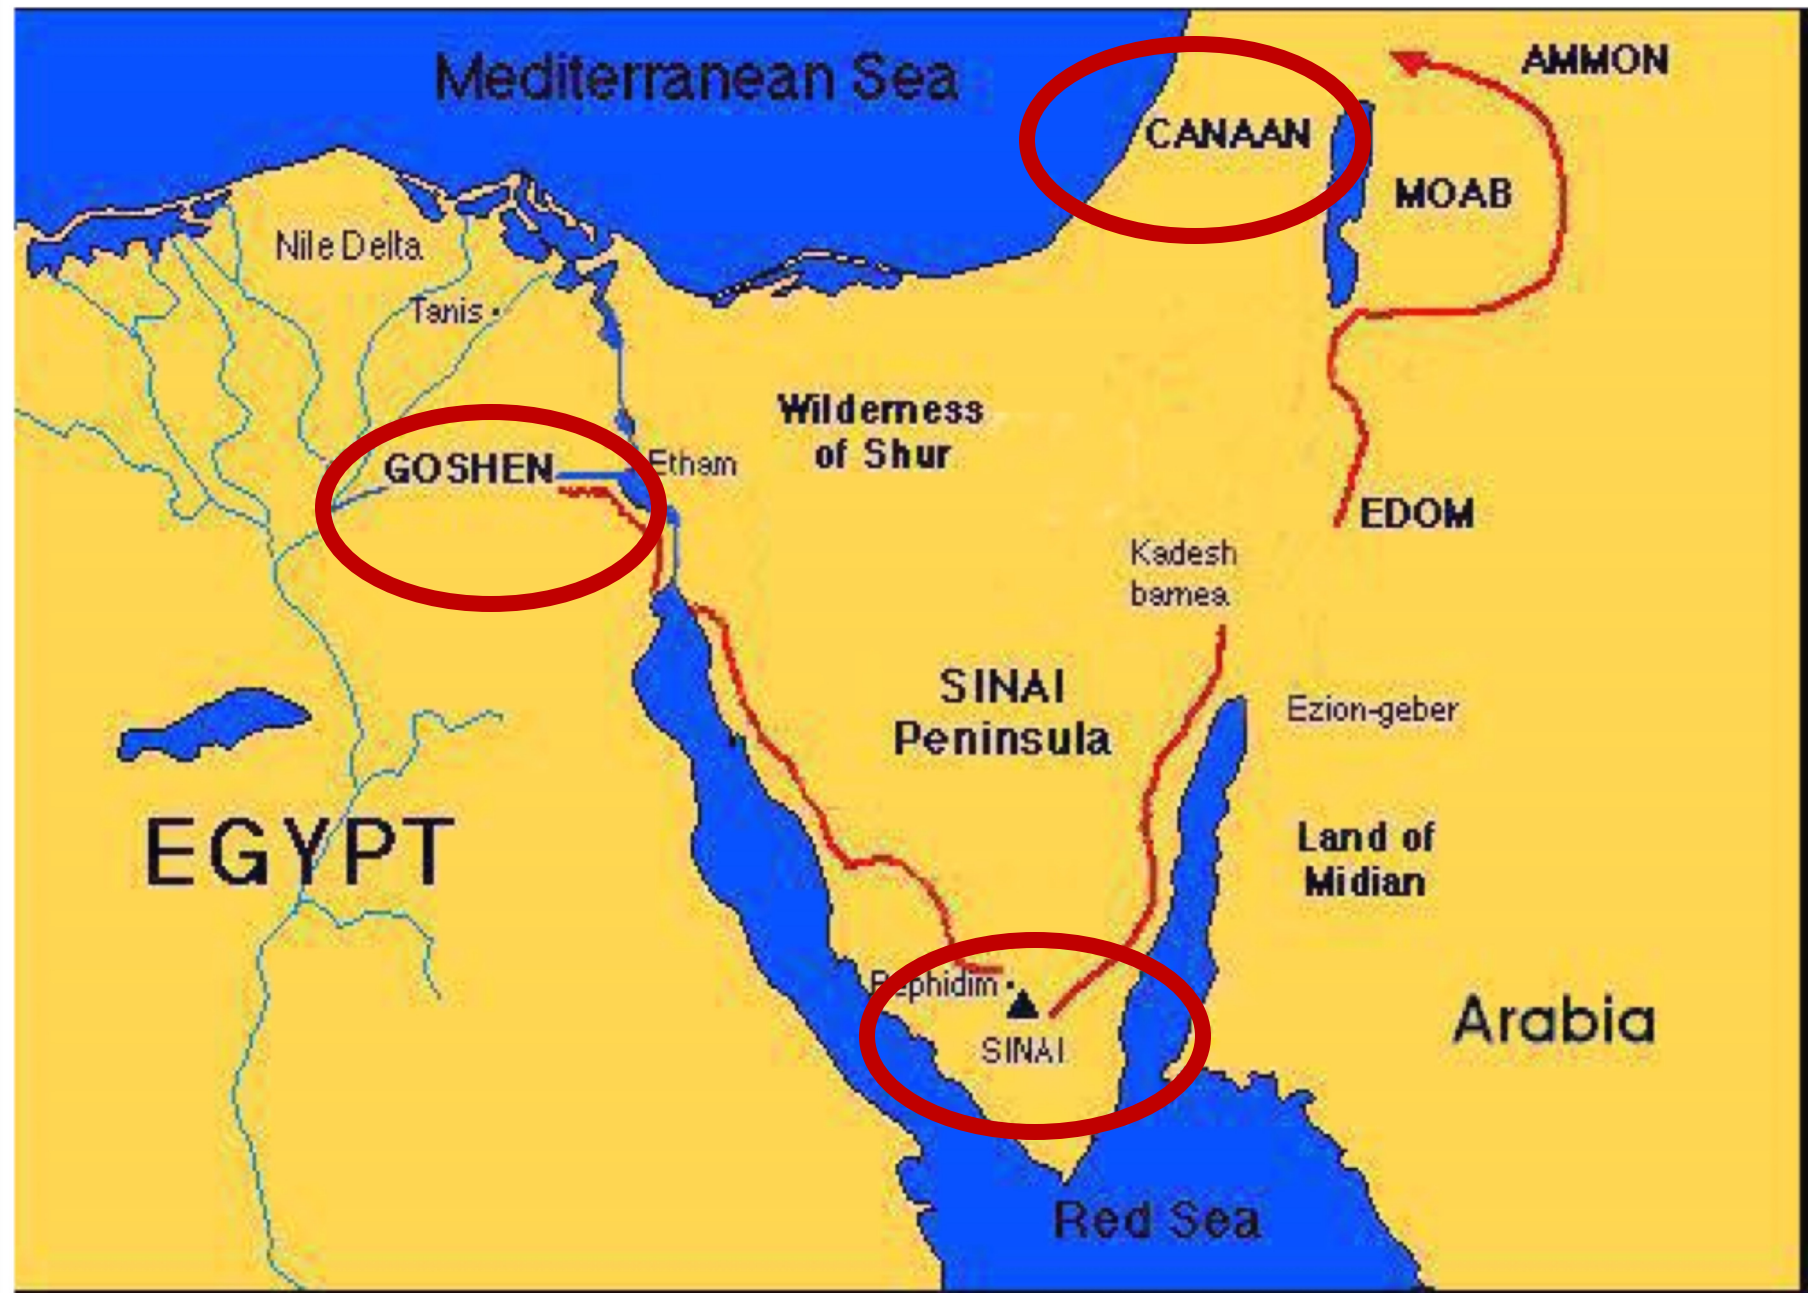 Mediterranean Sea
AMMON
CANAAN
MOAB
Nile Delta
Tanis
Wilderness
of Shur
GOSHEN
Etham
EDOM
Kadesh
barnea
SINAI
Peninsula
Ezion-geber
EGYPT
Land of
Midian
Rephidim
SINAI
Arabia
Red Sea